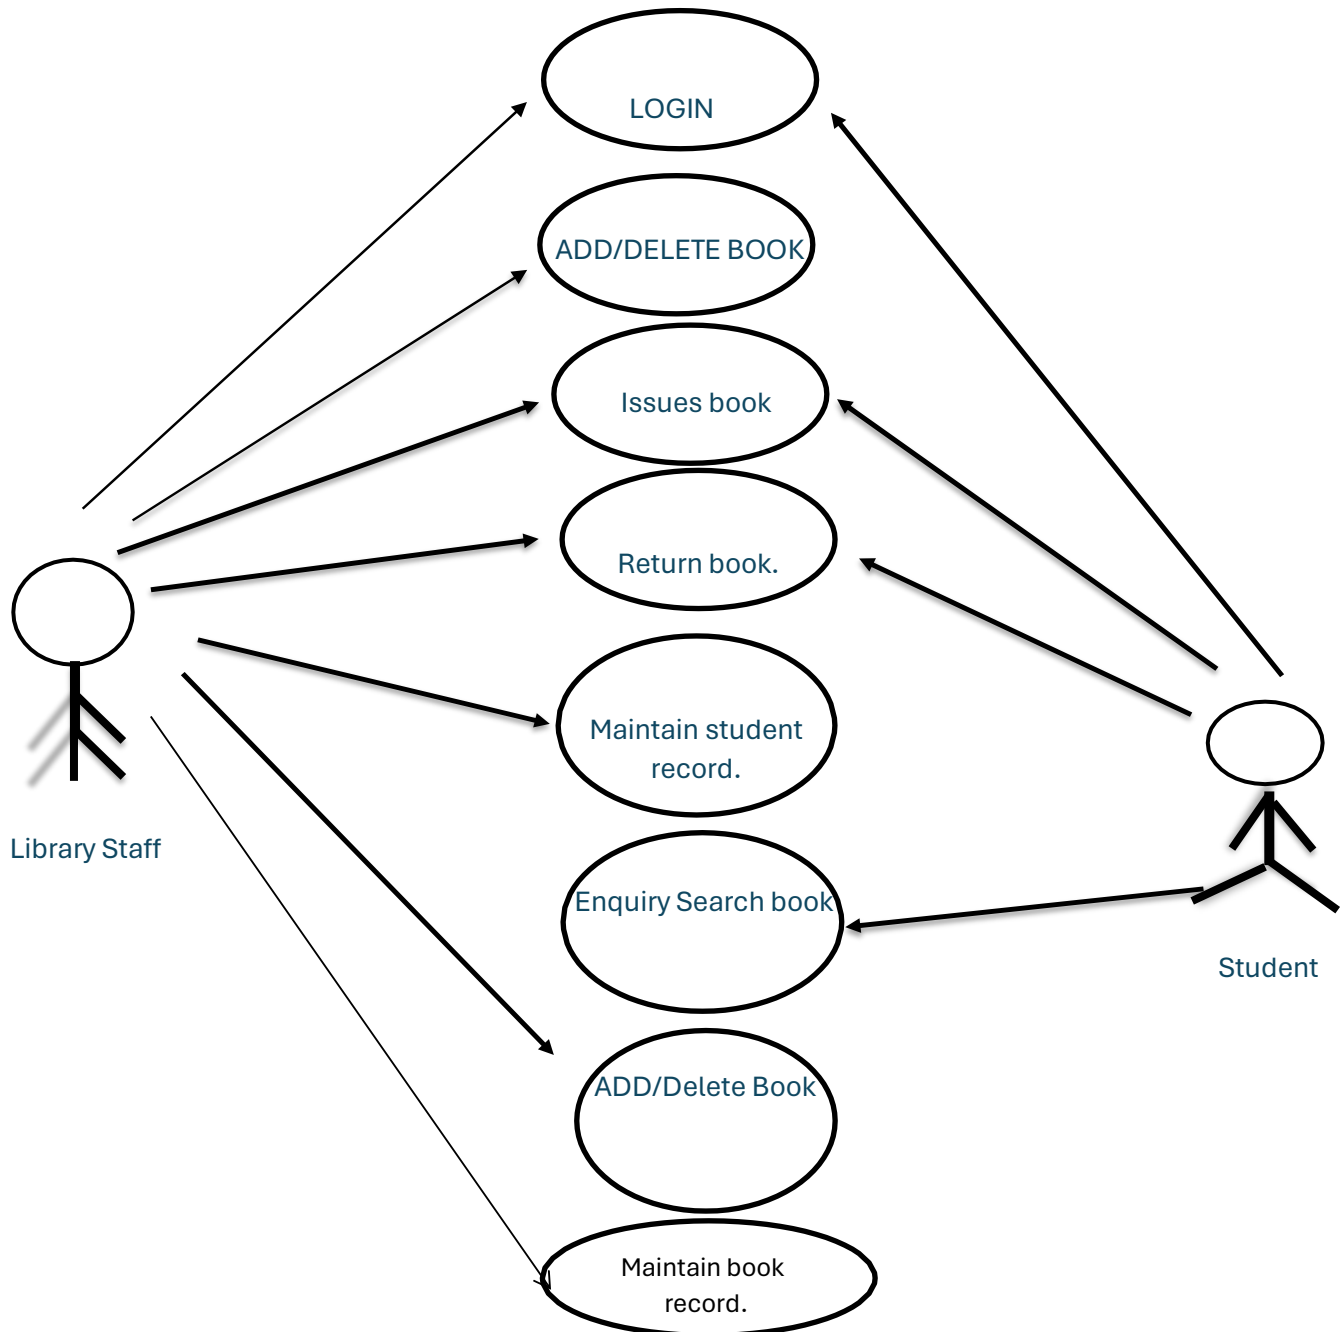 LOGIN
ADD/DELETE BOOK
Issues book
Return book.
Maintain student
record.
Library Staff
Enquiry Search book
Student
ADD/Delete Book
Maintain book
record.